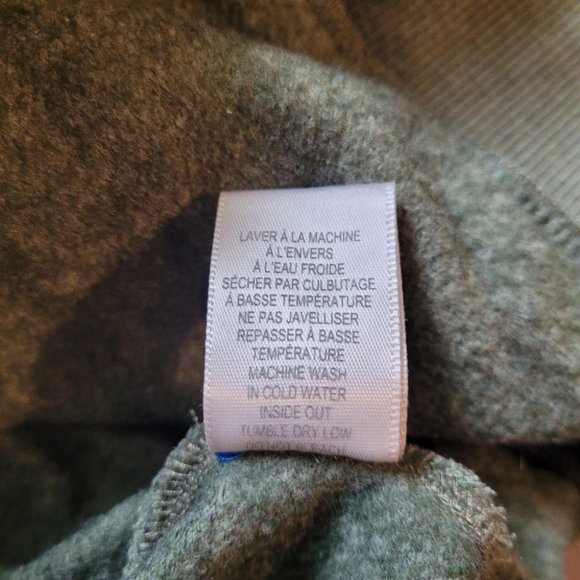 LAVER À LA MACHINE
À L'ENVERS
À L'EAU FROIDE
SÉCHER PAR CULBUTAGE
À BASSE TEMPÉRATURE
NE PAS JAVELLISER
REPASSER À BASSE
TEMPÉRATURE
MACHINE WASH
IN COLD WATER
INSIDE OUT
TUMBLE DRY LOW